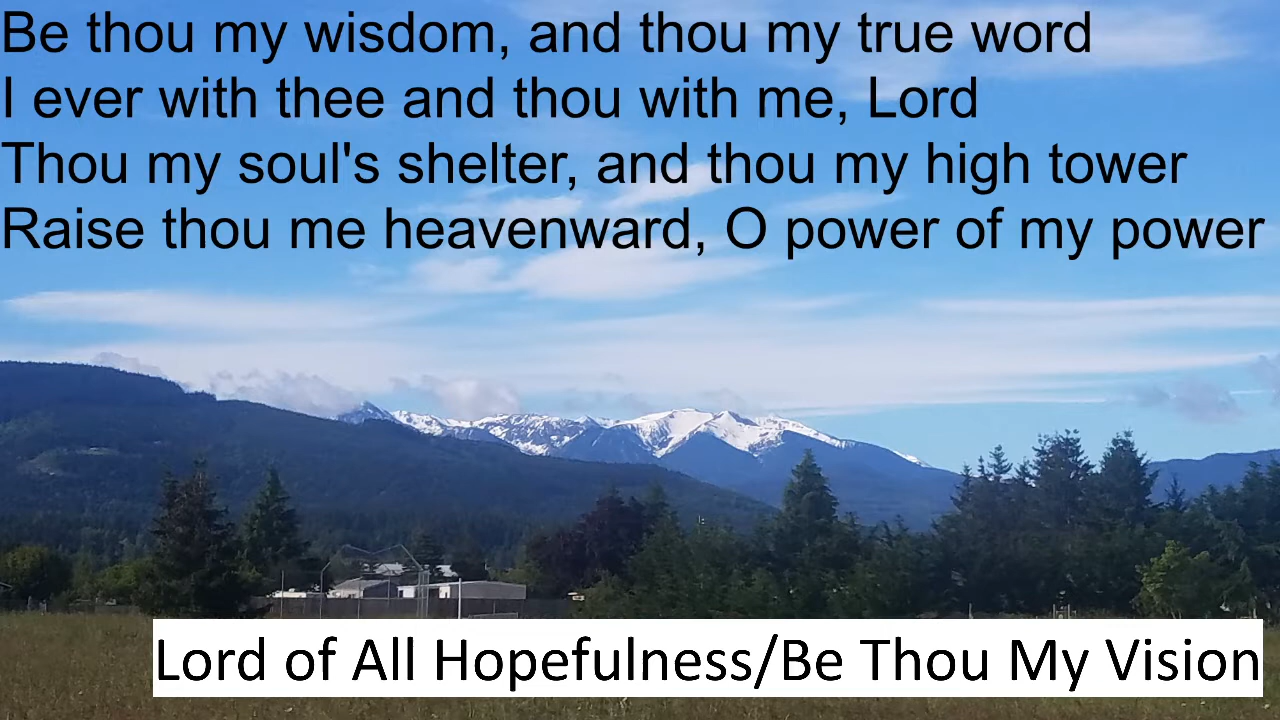 Be thou my wisdom, and thou my true word
I ever with thee and thou with me, Lord
Thou my soul's shelter, and thou my high tower
Raise thou me heavenward, O power of my power
Lord of All Hopefulness/Be Thou My Vision